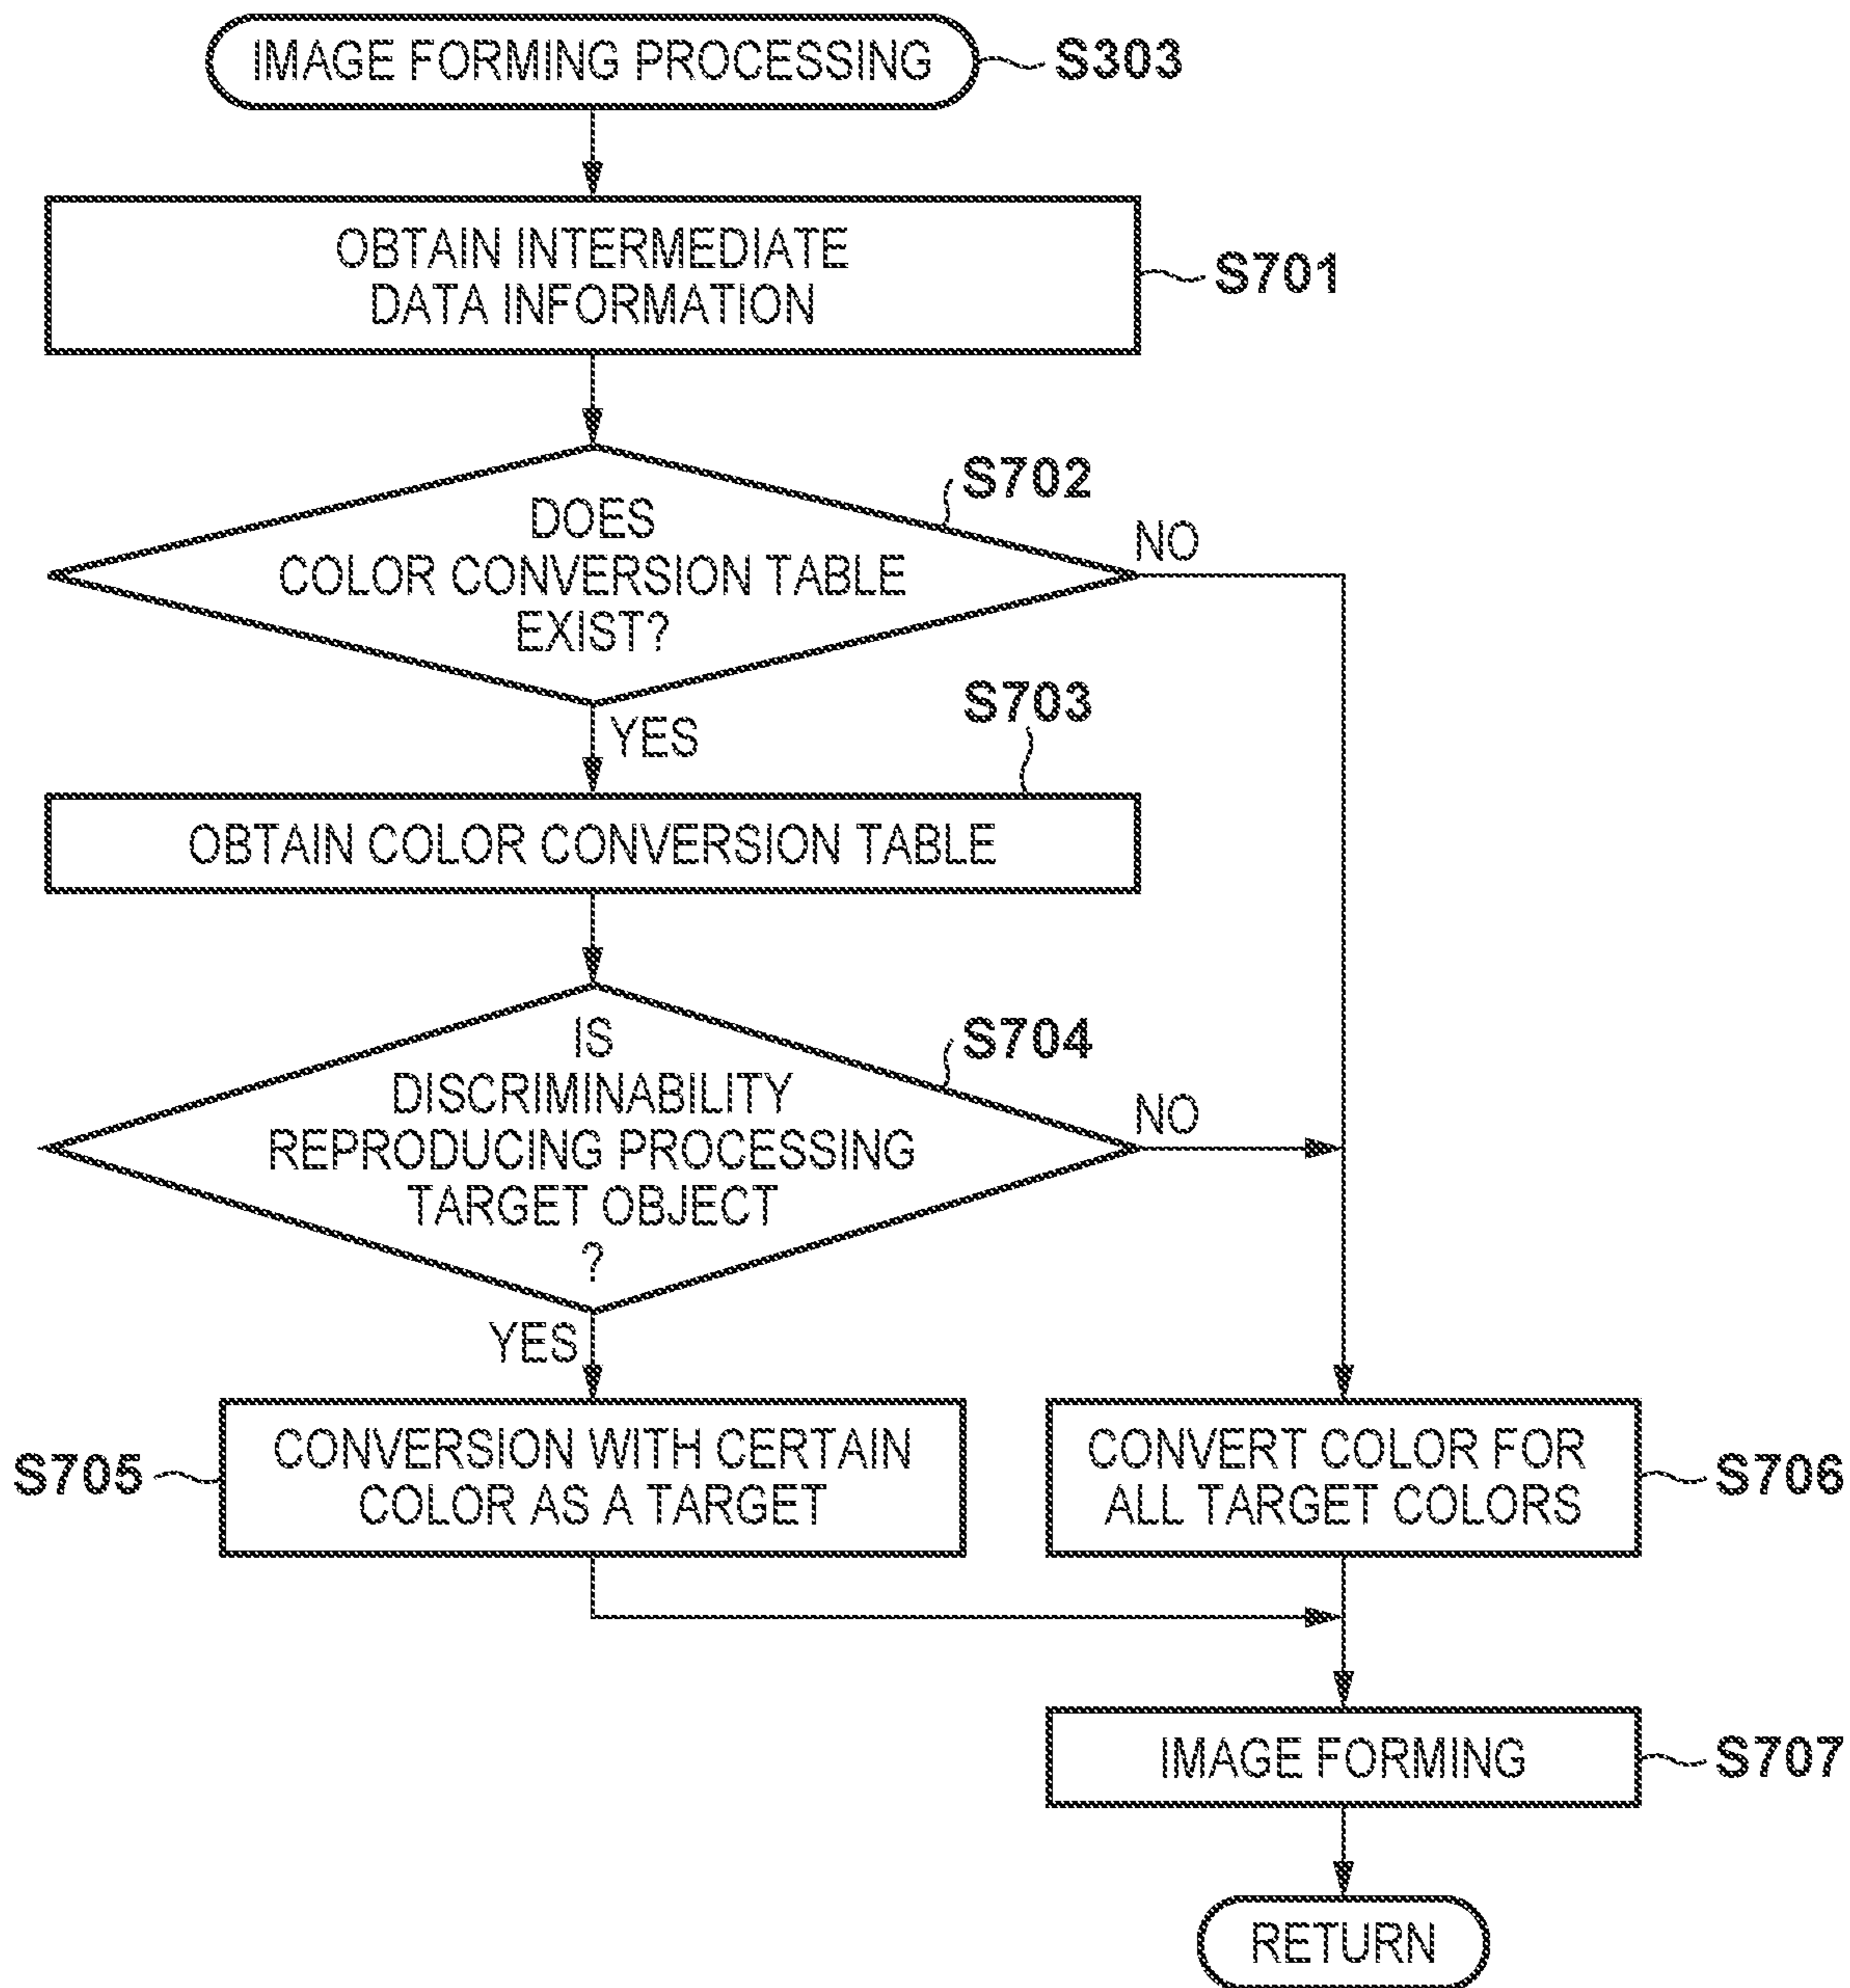 IMAGE FORMING PROCESSING
S303
OBTAIN INTERMEDIATE
DATA INFORMATION
S701
S702
DOES
COLOR CONVERSION TABLE
EXIST?
NO
YES
S703
OBTAIN COLOR CONVERSION TABLE
S704
IS
DISCRIMINABILITY
REPRODUCING PROCESSING
TARGET OBJECT
?
NO
YES
S705
CONVERSION WITH CERTAIN
COLOR AS A TARGET
CONVERT COLOR FOR
ALL TARGET COLORS
S706
IMAGE FORMING
S707
RETURN